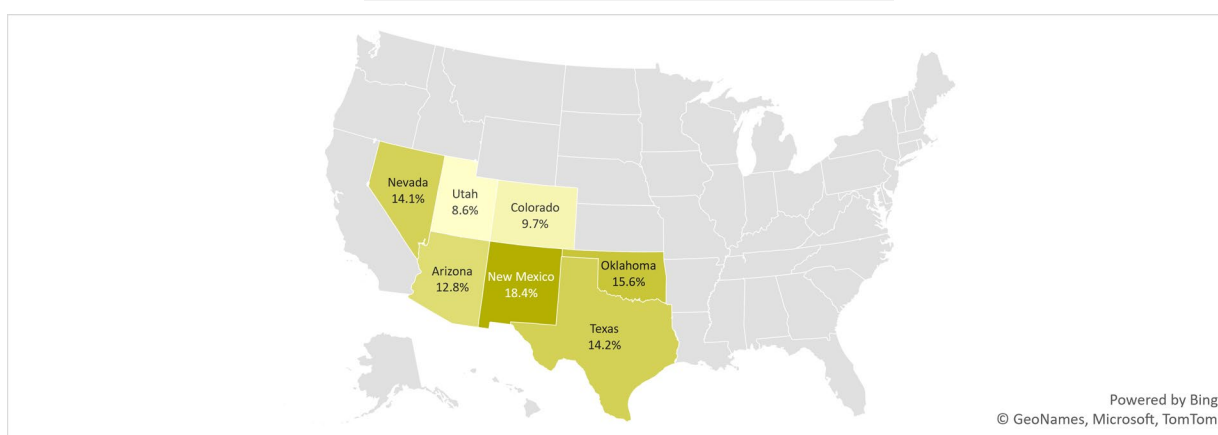 Nevada
14.1%
Utah
8.6%
Colorado
9.7%
Arizona
12.8%
New Mexico
18.4%
Oklahoma
15.6%
Texas
14.2%
Powered by Bing
© GeoNames, Microsoft, TomTom